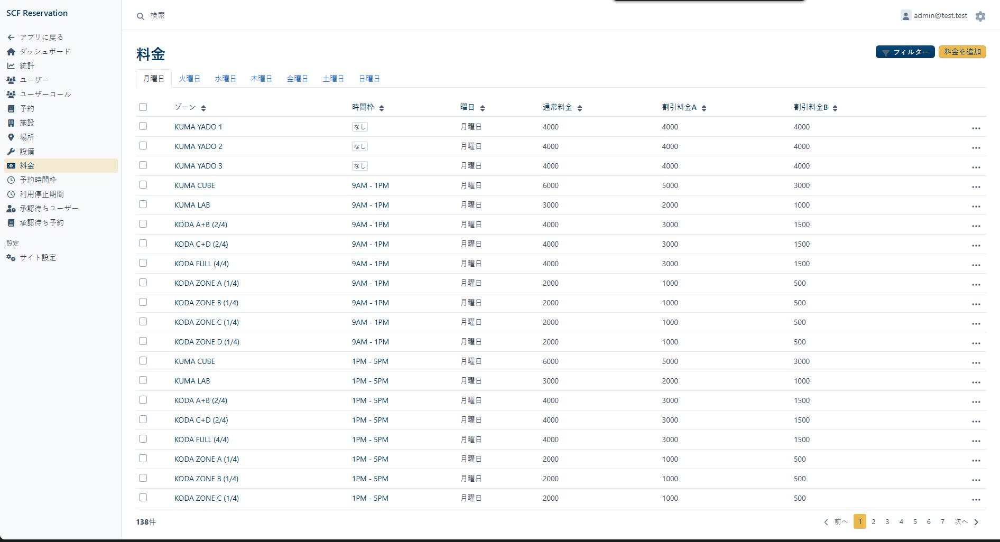 SCF Reservation
検索
admin@test.test
アプリに戻る
ダッシュボード
統計
ユーザー
ユーザーロール
予約
施設
場所
設備
料金
予約時間枠
利用停止期間
承認待ちユーザー
承認待ち予約
設定
サイト設定
料金
フィルター 料金を追加
月曜日 火曜日 水曜日 木曜日 金曜日 土曜日 日曜日
ゾーン 時間枠 曜日 通常料金 割引料金A 割引料金B
KUMA YADO 1 なし 月曜日 4000 4000 4000
KUMA YADO 2 なし 月曜日 4000 4000 4000
KUMA YADO 3 なし 月曜日 4000 4000 4000
KUMA CUBE 9AM - 1PM 月曜日 6000 5000 3000
KUMA LAB 9AM - 1PM 月曜日 3000 2000 1000
KODA A+B (2/4) 9AM - 1PM 月曜日 4000 3000 1500
KODA C+D (2/4) 9AM - 1PM 月曜日 4000 3000 1500
KODA FULL (4/4) 9AM - 1PM 月曜日 4000 3000 1500
KODA ZONE A (1/4) 9AM - 1PM 月曜日 2000 1000 500
KODA ZONE B (1/4) 9AM - 1PM 月曜日 2000 1000 500
KODA ZONE C (1/4) 9AM - 1PM 月曜日 2000 1000 500
KODA ZONE D (1/4) 9AM - 1PM 月曜日 2000 1000 500
KUMA CUBE 1PM - 5PM 月曜日 6000 5000 3000
KUMA LAB 1PM - 5PM 月曜日 3000 2000 1000
KODA A+B (2/4) 1PM - 5PM 月曜日 4000 3000 1500
KODA C+D (2/4) 1PM - 5PM 月曜日 4000 3000 1500
KODA FULL (4/4) 1PM - 5PM 月曜日 4000 3000 1500
KODA ZONE A (1/4) 1PM - 5PM 月曜日 2000 1000 500
KODA ZONE B (1/4) 1PM - 5PM 月曜日 2000 1000 500
KODA ZONE C (1/4) 1PM - 5PM 月曜日 2000 1000 500
138件
前へ 1 2 3 4 5 6 7 次へ